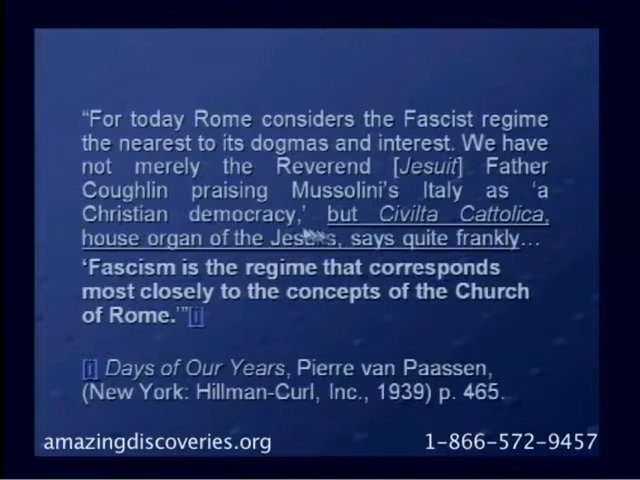 “For today Rome considers the Fascist regime
the nearest to its dogmas and interest. We have
not merely the Reverend [Jesuit] Father
Coughlin praising Mussolini’s Italy as ‘a
Christian democracy,’ but Civilta Cattolica,
house organ of the Jesuits, says quite frankly…
‘Fascism is the regime that corresponds
most closely to the concepts of the Church
of Rome.’”[i]
[i] Days of Our Years, Pierre van Paassen,
(New York: Hillman-Curl, Inc., 1939) p. 465.
amazingdiscoveries.org 1-866-572-9457